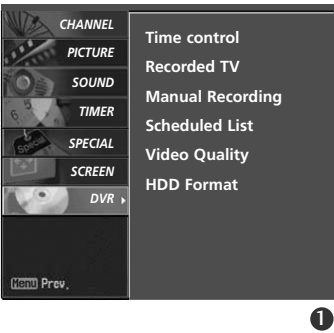 CHANNEL
PICTURE
SOUND
TIMER
SPECIAL
SCREEN
DVR
Menu Prev.
Time control
Recorded TV
Manual Recording
Scheduled List
Video Quality
HDD Format
1